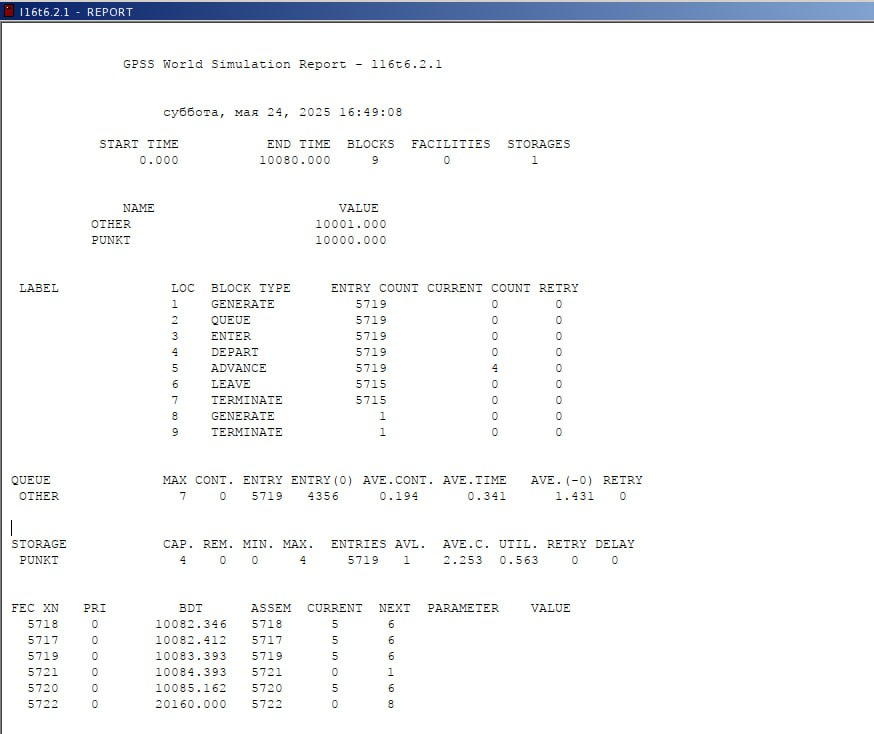 l16t6.2.1 - REPORT
GPSS World Simulation Report - l16t6.2.1
суббота, мая 24, 2025 16:49:08
START TIME END TIME BLOCKS FACILITIES STORAGES
0.000 10080.000 9 0 1
NAME VALUE
OTHER 10001.000
PUNKT 10000.000
LABEL LOC BLOCK TYPE ENTRY COUNT CURRENT COUNT RETRY
1 GENERATE 5719 0 0
2 QUEUE 5719 0 0
3 ENTER 5719 0 0
4 DEPART 5719 0 0
5 ADVANCE 5719 4 0
6 LEAVE 5715 0 0
7 TERMINATE 5715 0 0
8 GENERATE 1 0 0
9 TERMINATE 1 0 0
QUEUE MAX CONT. ENTRY ENTRY(0) AVE.CONT. AVE.TIME AVE.(-0) RETRY
OTHER 7 0 5719 4356 0.194 0.341 1.431 0
STORAGE CAP. REM. MIN. MAX. ENTRIES AVL. AVE.C. UTIL. RETRY DELAY
PUNKT 4 0 0 4 5719 1 2.253 0.563 0 0
FEC XN PRI BDT ASSEM CURRENT NEXT PARAMETER VALUE
5718 0 10082.346 5718 5 6
5717 0 10082.412 5717 5 6
5719 0 10083.393 5719 5 6
5721 0 10084.393 5721 0 1
5720 0 10085.162 5720 5 6
5722 0 20160.000 5722 0 8